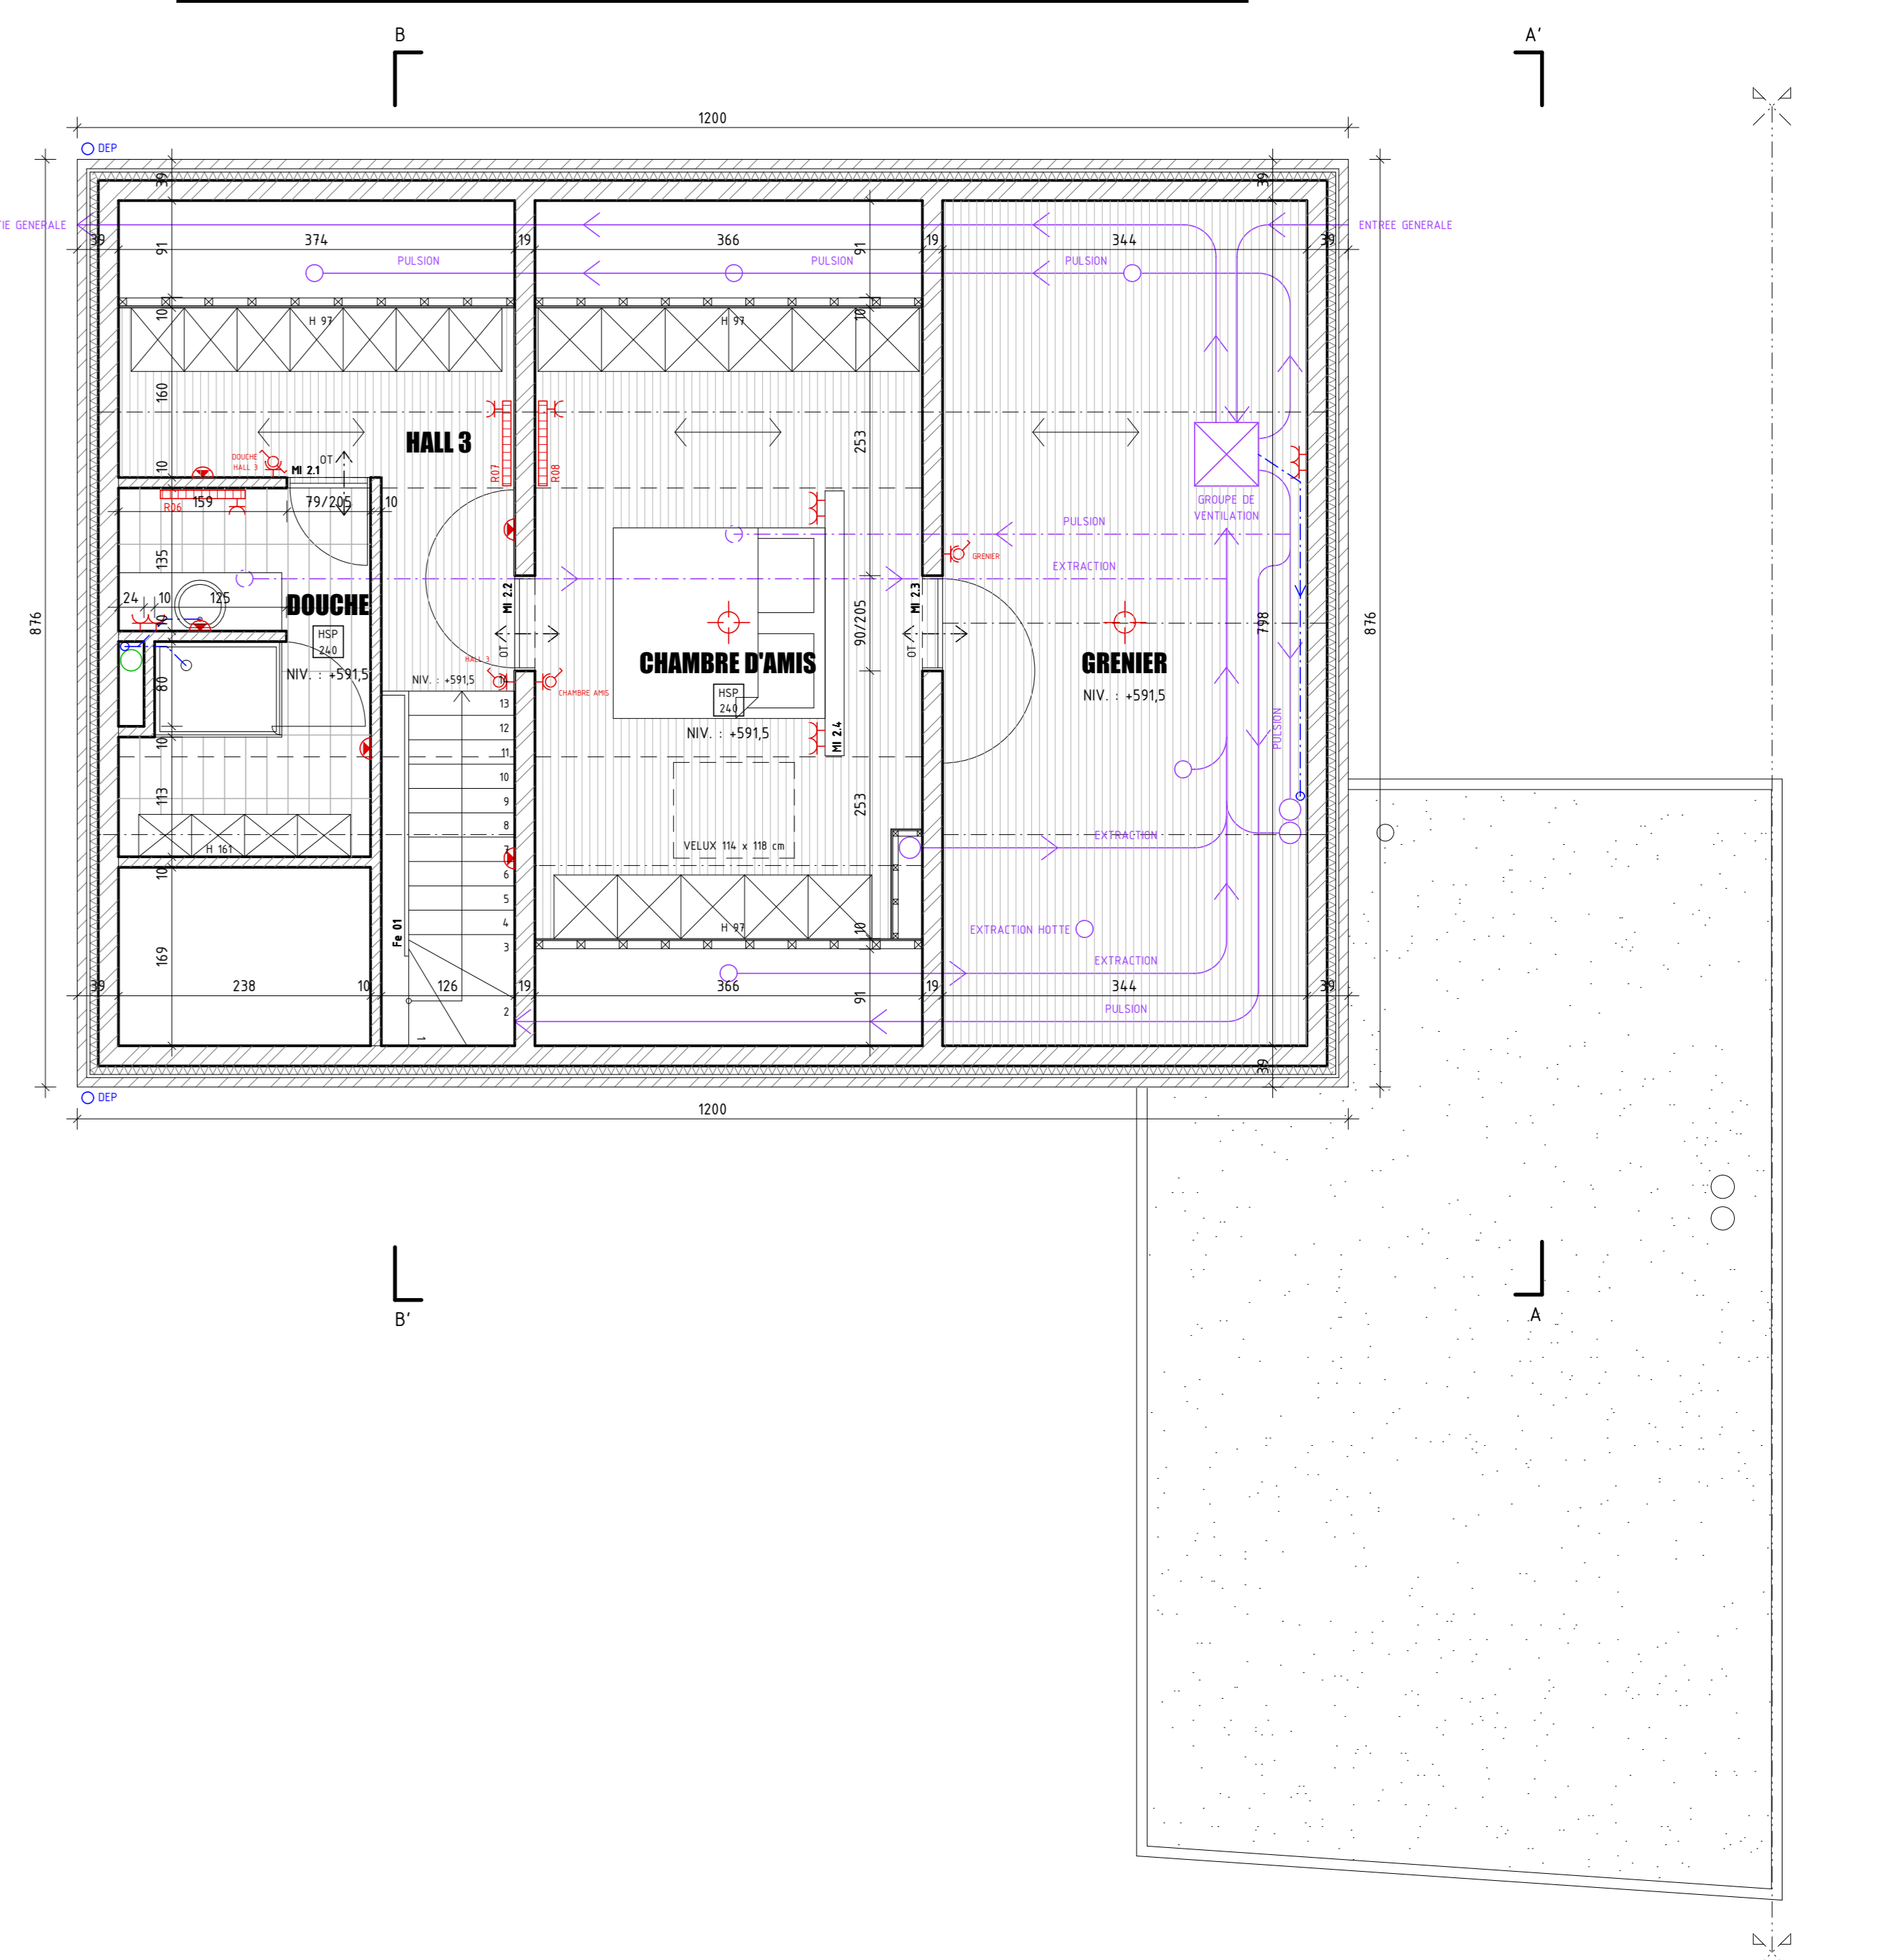 B
A'
1200
DEP
39
39
TIE GENERALE
ENTREE GENERALE
39
374
19
366
19
344
39
91
91
PULSION
PULSION
PULSION
10
H 97
H 97
10
160
HALL 3
253
DOUCHE
HALL 3
OT
MI 2.1
10
R07
R08
R06
159
79/205
10
GROUPE DE
VENTILATION
PULSION
135
GRENIER
EXTRACTION
24
10
125
DOUCHE
MI 2.2
MI 2.3
90/205
10
876
798
876
HSP
240
OT
OT
HALL 3
CHAMBRE D'AMIS
GRENIER
NIV. : +591,5
NIV. : +591,5
CHAMBRE AMIS
HSP
240
NIV. : +591,5
80
13
12
11
10
9
8
7
6
5
4
3
2
1
NIV. : +591,5
MI 2.4
PULSION
10
113
253
EXTRACTION
H 161
VELUX 114 x 118 cm
10
Fe 01
H 97
10
EXTRACTION HOTTE
169
EXTRACTION
39
238
10
126
19
366
19
344
39
91
PULSION
39
DEP
1200
B'
A